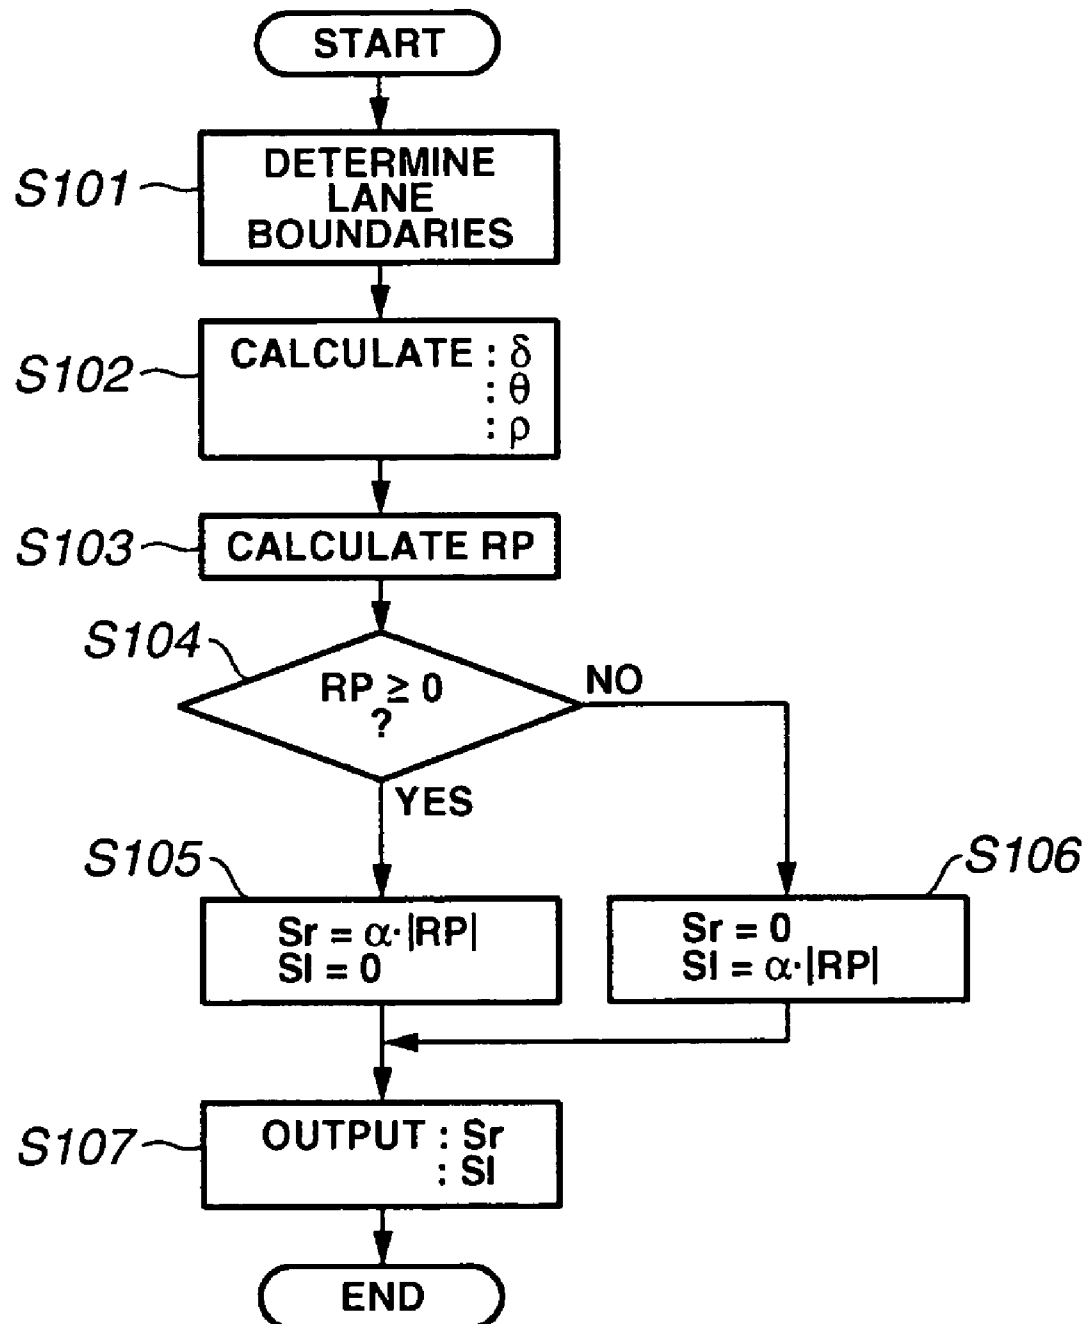 START
S101
DETERMINE
LANE
BOUNDARIES
S102
CALCULATE : δ
: θ
: ρ
S103
CALCULATE RP
S104
RP ≥ 0
?
NO
YES
S105
Sr = α·|RP|
Sl = 0
S106
Sr = 0
Sl = α·|RP|
S107
OUTPUT : Sr
: Sl
END